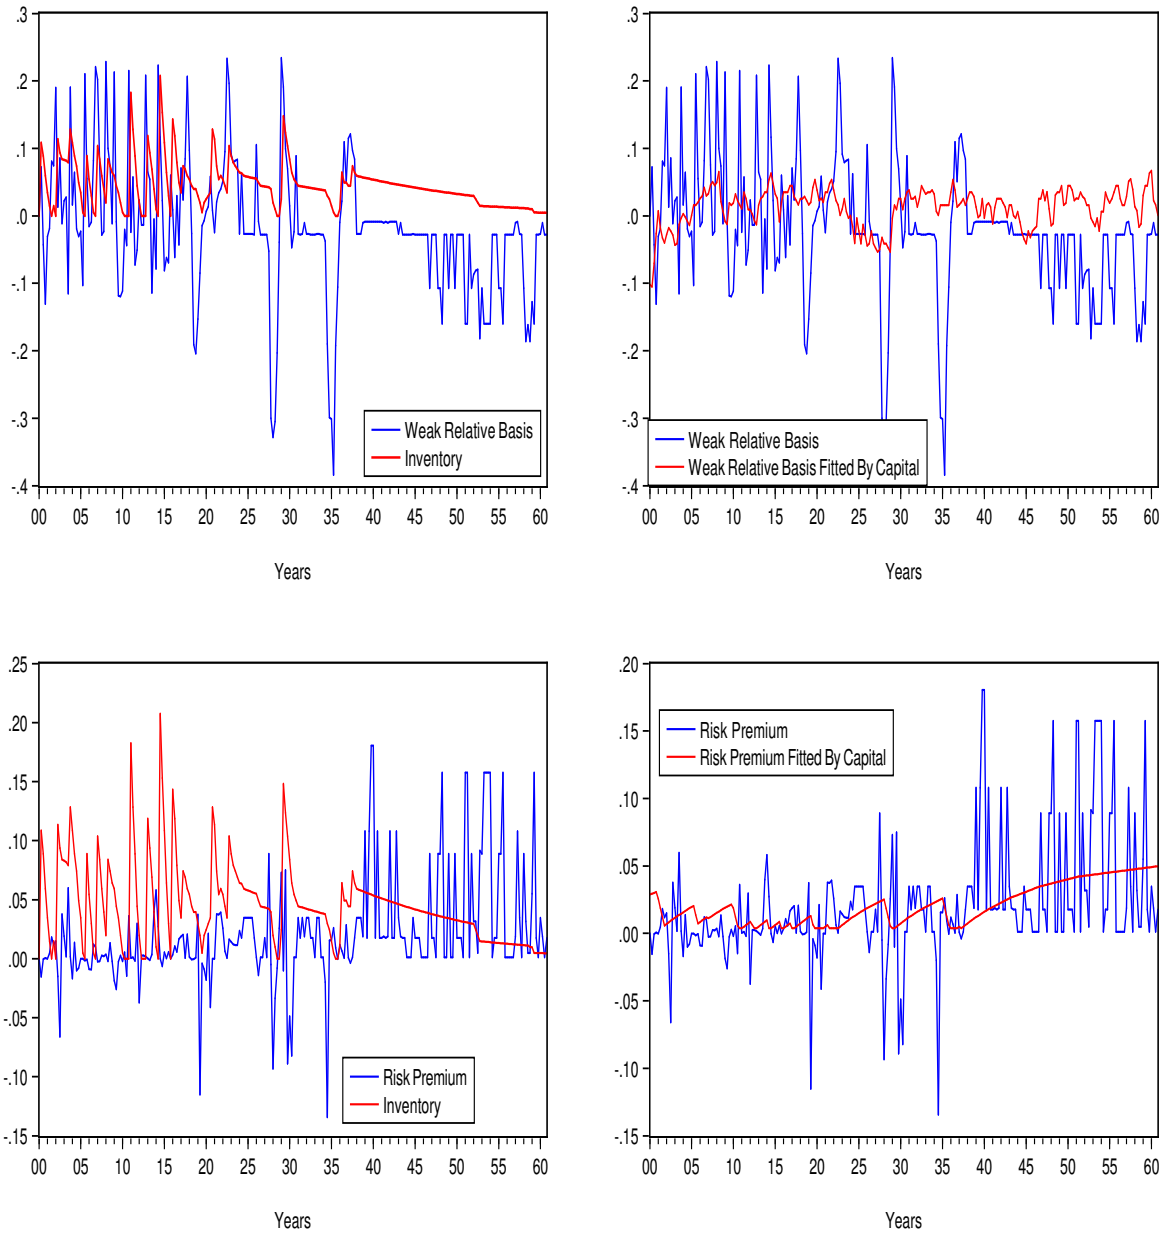 .3
.2
.1
.0
-.1
-.2
-.3
-.4
00 05 10 15 20 25 30 35 40 45 50 55 60
Weak Relative Basis
Inventory
Years
.3
.2
.1
.0
-.1
-.2
-.3
-.4
00 05 10 15 20 25 30 35 40 45 50 55 60
Weak Relative Basis
Weak Relative Basis Fitted By Capital
Years
.25
.20
.15
.10
.05
.00
-.05
-.10
-.15
00 05 10 15 20 25 30 35 40 45 50 55 60
Risk Premium
Inventory
Years
.20
.15
.10
.05
.00
-.05
-.10
-.15
00 05 10 15 20 25 30 35 40 45 50 55 60
Risk Premium
Risk Premium Fitted By Capital
Years